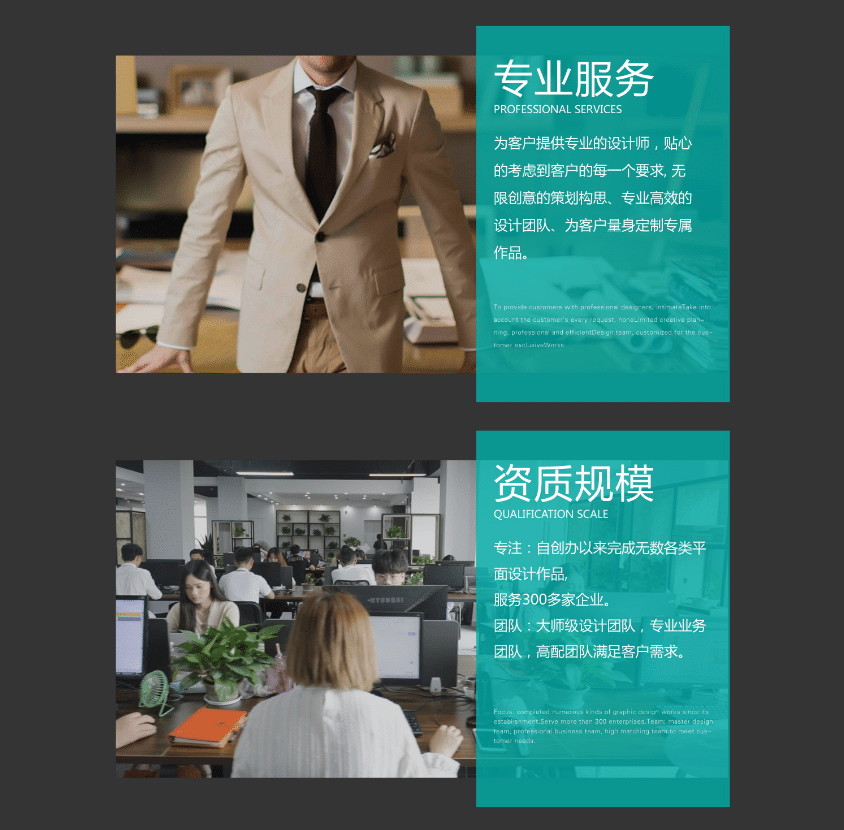 专业服务
PROFESSIONAL SERVICES
为客户提供专业的设计师，贴心
的考虑到客户的每一个要求, 无
限创意的策划构思、专业高效的
设计团队、为客户量身定制专属
作品。
To provide customers with professional designers, intimateTake into
account the customer's every request, nonoLimited creative plan-
ning, professional and efficientDesign team, customized for the cus-
tomer exclusiveWorks.
资质规模
QUALIFICATION SCALE
专注：自创办以来完成无数各类平
面设计作品,
服务300多家企业。
团队：大师级设计团队，专业业务
团队，高配团队满足客户需求。
Focus: completed numerous kinds of graphic design works since its
establishment.Serve more than 300 enterprises.Team: master design
team, professional business team, high matching team to meet cus-
tomer needs.